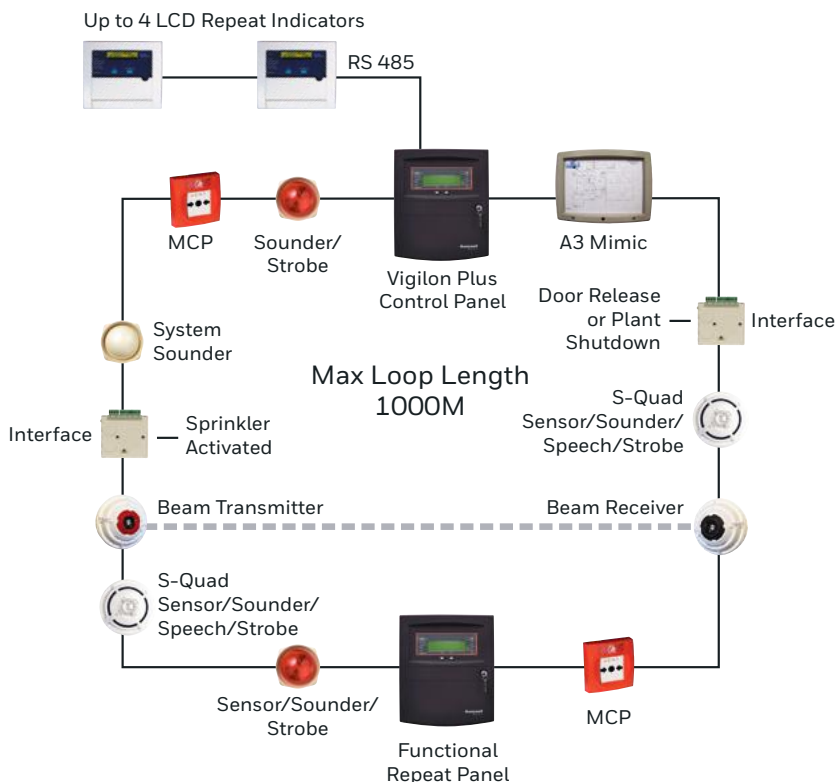 Up to 4 LCD Repeat Indicators
RS 485
MCP
Sounder/
Strobe
Vigilon Plus
Control Panel
A3 Mimic
Door Release
or Plant
Shutdown
Interface
System
Sounder
Max Loop Length
1000M
S-Quad
Sensor/Sounder/
Speech/Strobe
Interface
Sprinkler
Activated
Beam Transmitter
Beam Receiver
S-Quad
Sensor/Sounder/
Speech/Strobe
Sensor/Sounder/
Strobe
Functional
Repeat Panel
MCP